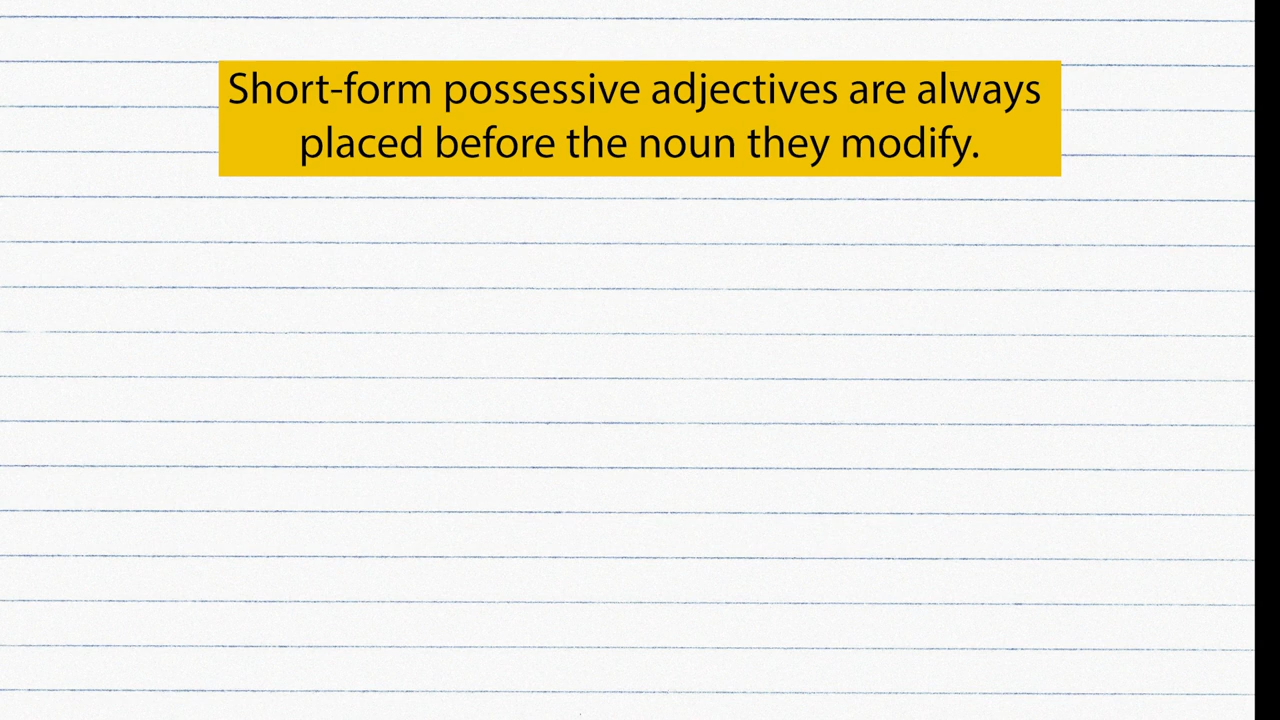 Short-form possessive adjectives are always
placed before the noun they modify.